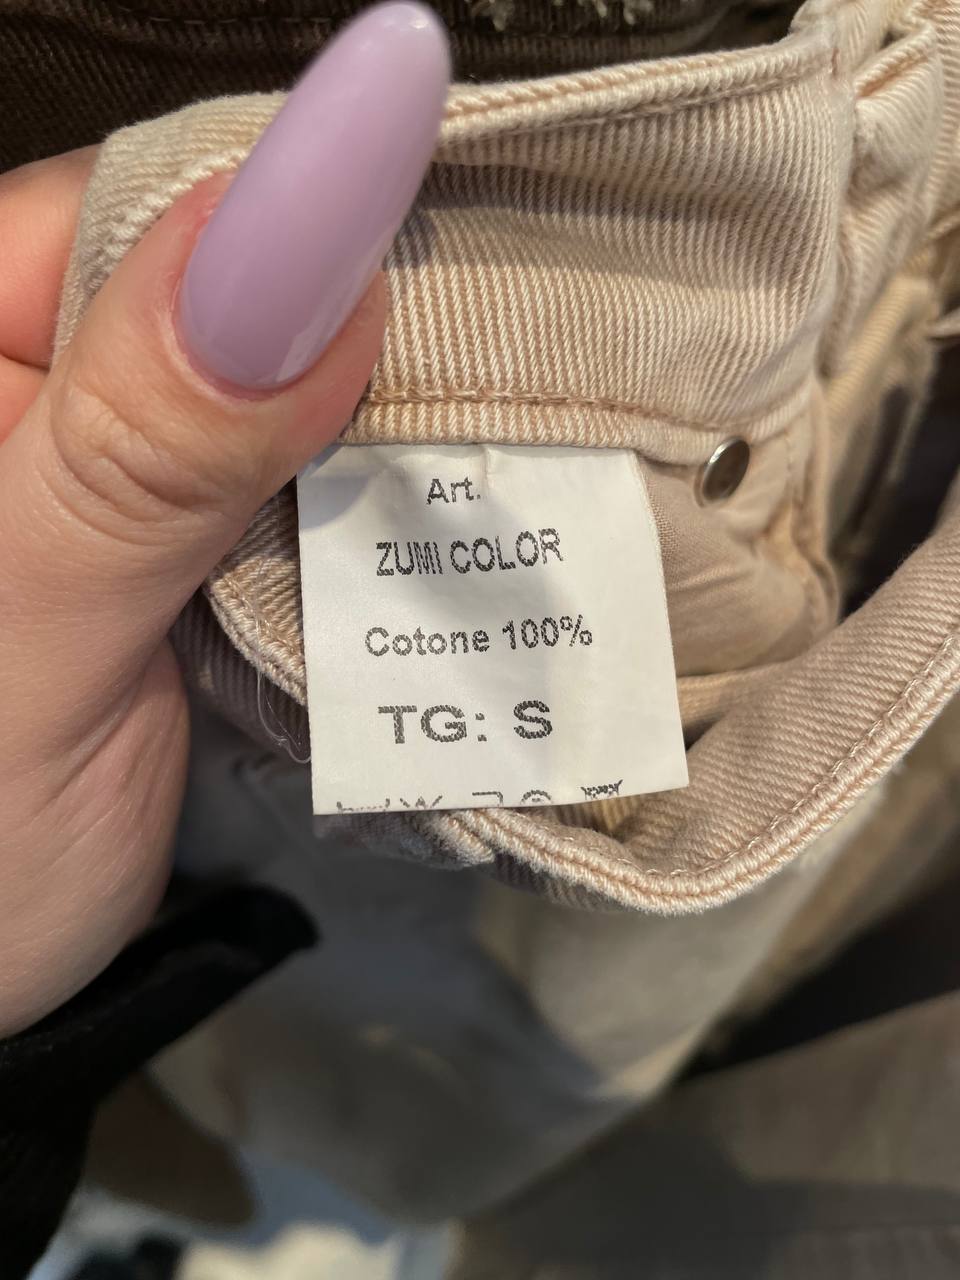 Art.
ZUMI COLOR
Cotone 100%
TG: S